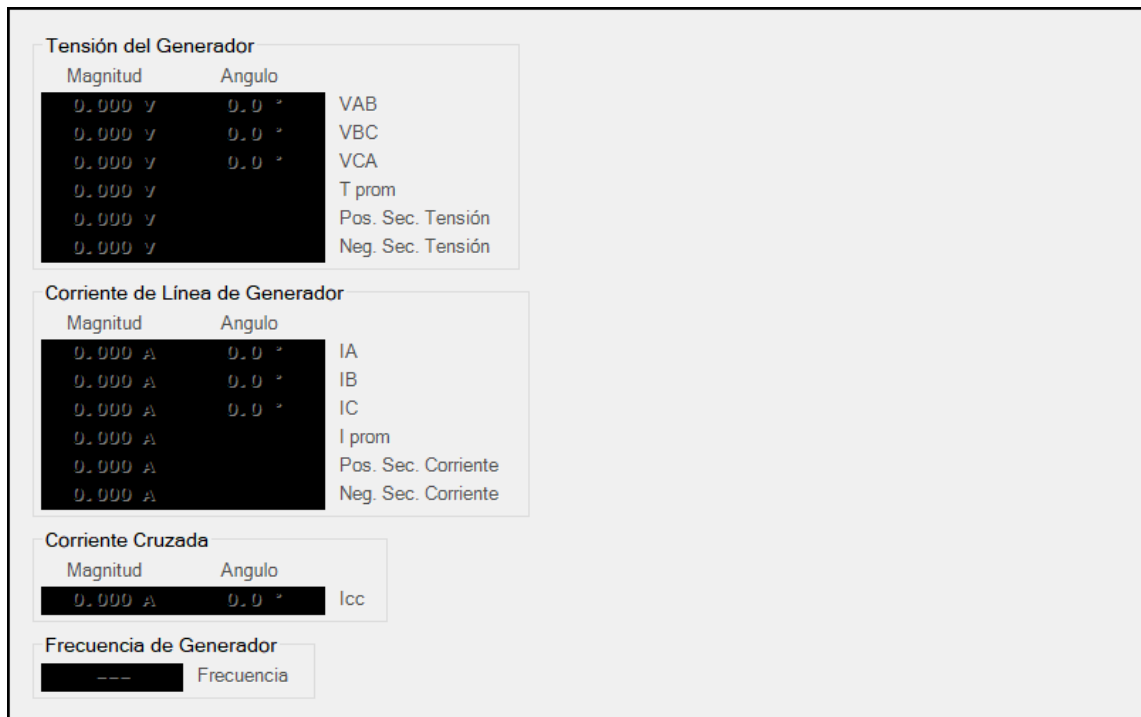 Tensión del Generador
Magnitud Angulo
0.000 V 0.0 ° VAB
0.000 V 0.0 ° VBC
0.000 V 0.0 ° VCA
0.000 V T prom
0.000 V Pos. Sec. Tensión
0.000 V Neg. Sec. Tensión
Corriente de Línea de Generador
Magnitud Angulo
0.000 A 0.0 ° IA
0.000 A 0.0 ° IB
0.000 A 0.0 ° IC
0.000 A I prom
0.000 A Pos. Sec. Corriente
0.000 A Neg. Sec. Corriente
Corriente Cruzada
Magnitud Angulo
0.000 A 0.0 ° Icc
Frecuencia de Generador
--- Frecuencia